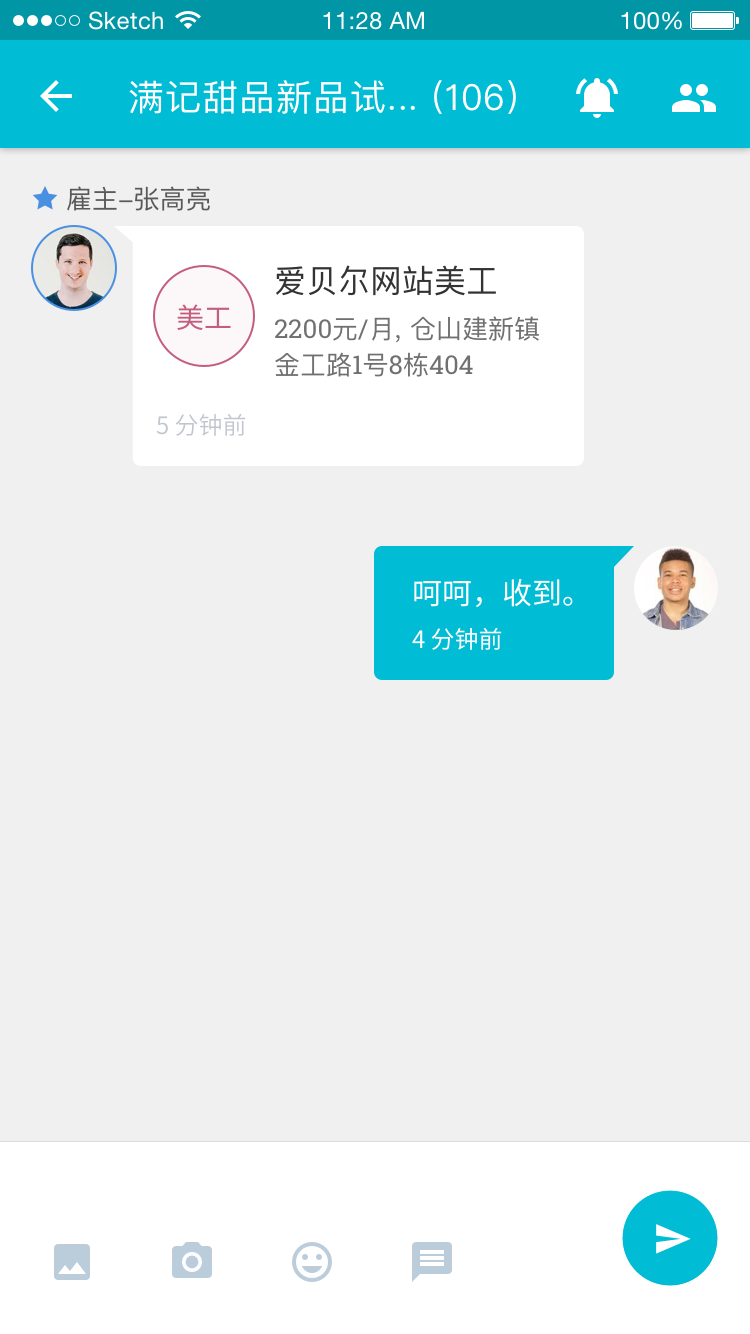 Sketch 11:28 AM 100%
满记甜品新品试... (106)
雇主–张高亮
爱贝尔网站美工
美工
2200元/月, 仓山建新镇
金工路1号8栋404
5 分钟前
呵呵，收到。
4 分钟前